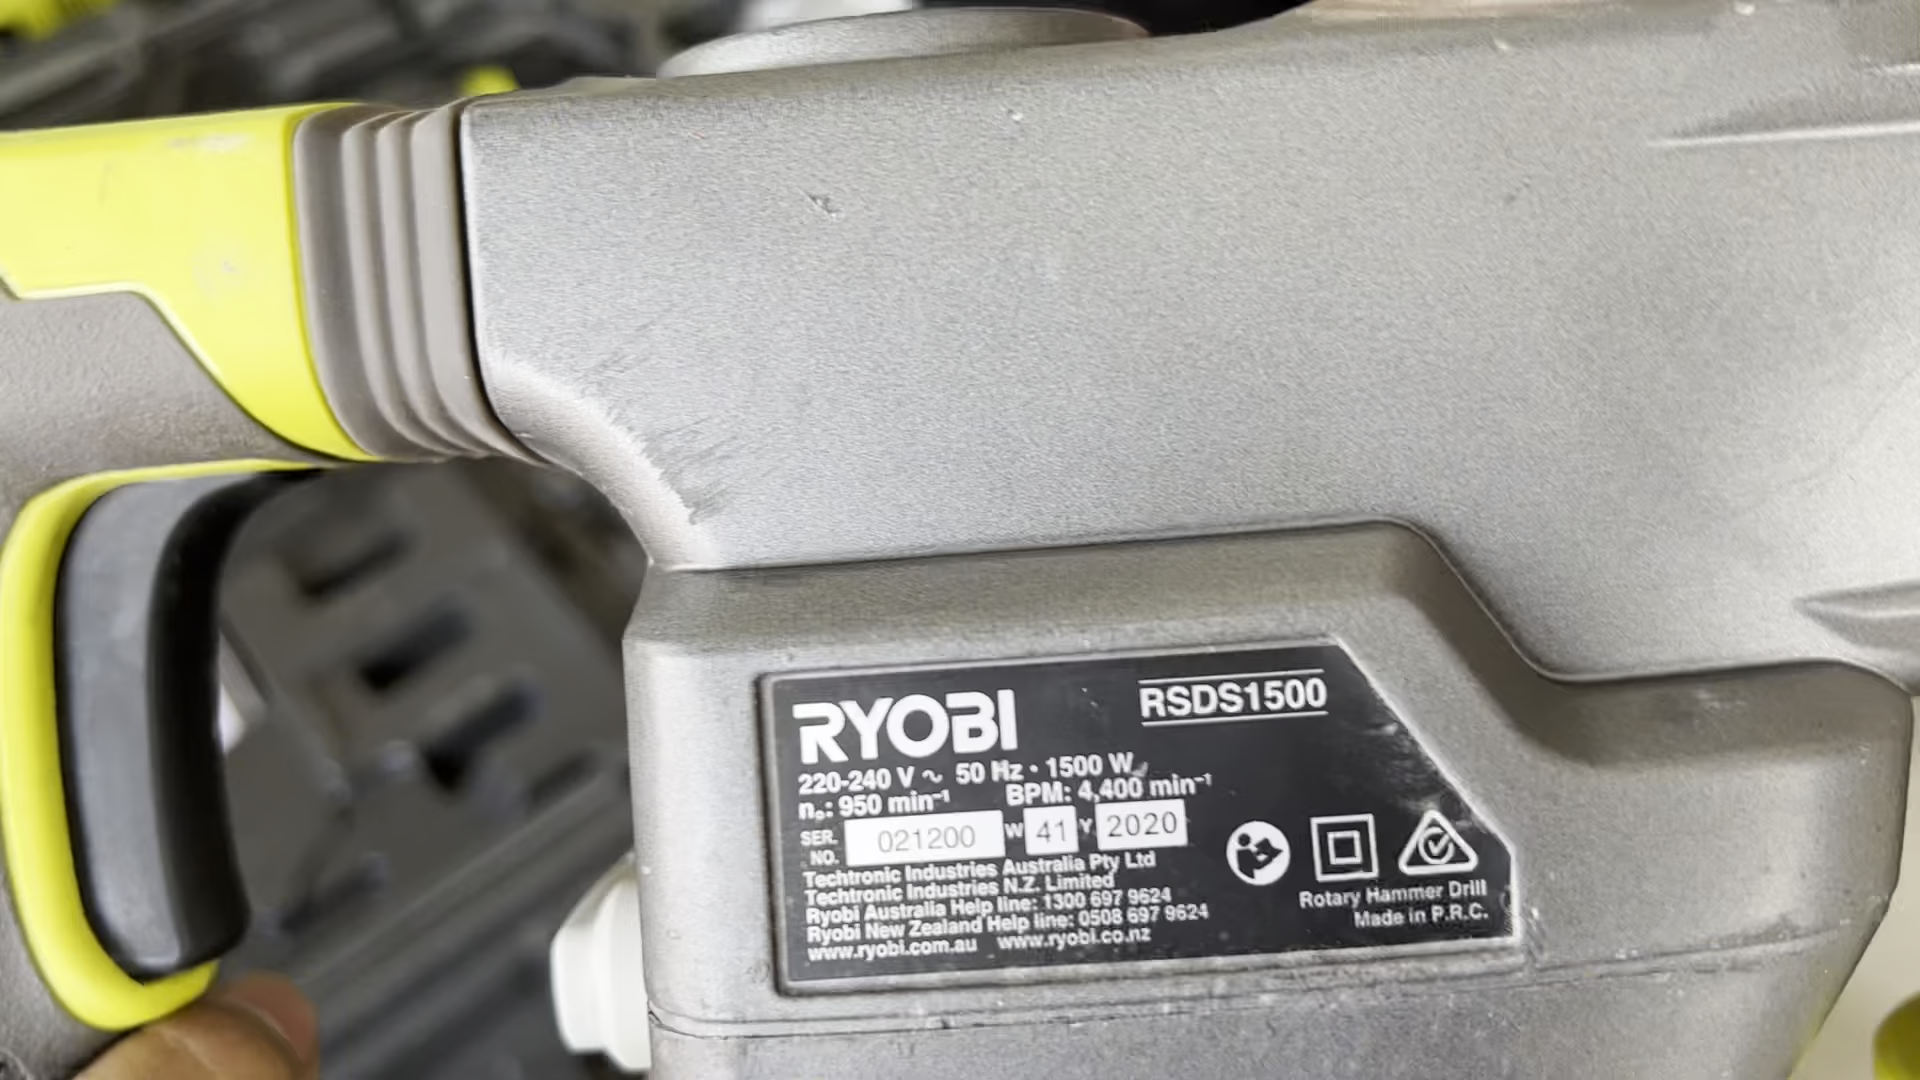 RYOBI
RSDS1500
220-240 V ~ 50 Hz · 1500 W
n₀: 950 min⁻¹ BPM: 4,400 min⁻¹
SER. NO. 021200 W 41 Y 2020
Techtronic Industries Australia Pty Ltd
Techtronic Industries N.Z. Limited
Ryobi Australia Help line: 1300 697 9624
Ryobi New Zealand Help line: 0508 697 9624
www.ryobi.com.au www.ryobi.co.nz
Rotary Hammer Drill
Made in P.R.C.